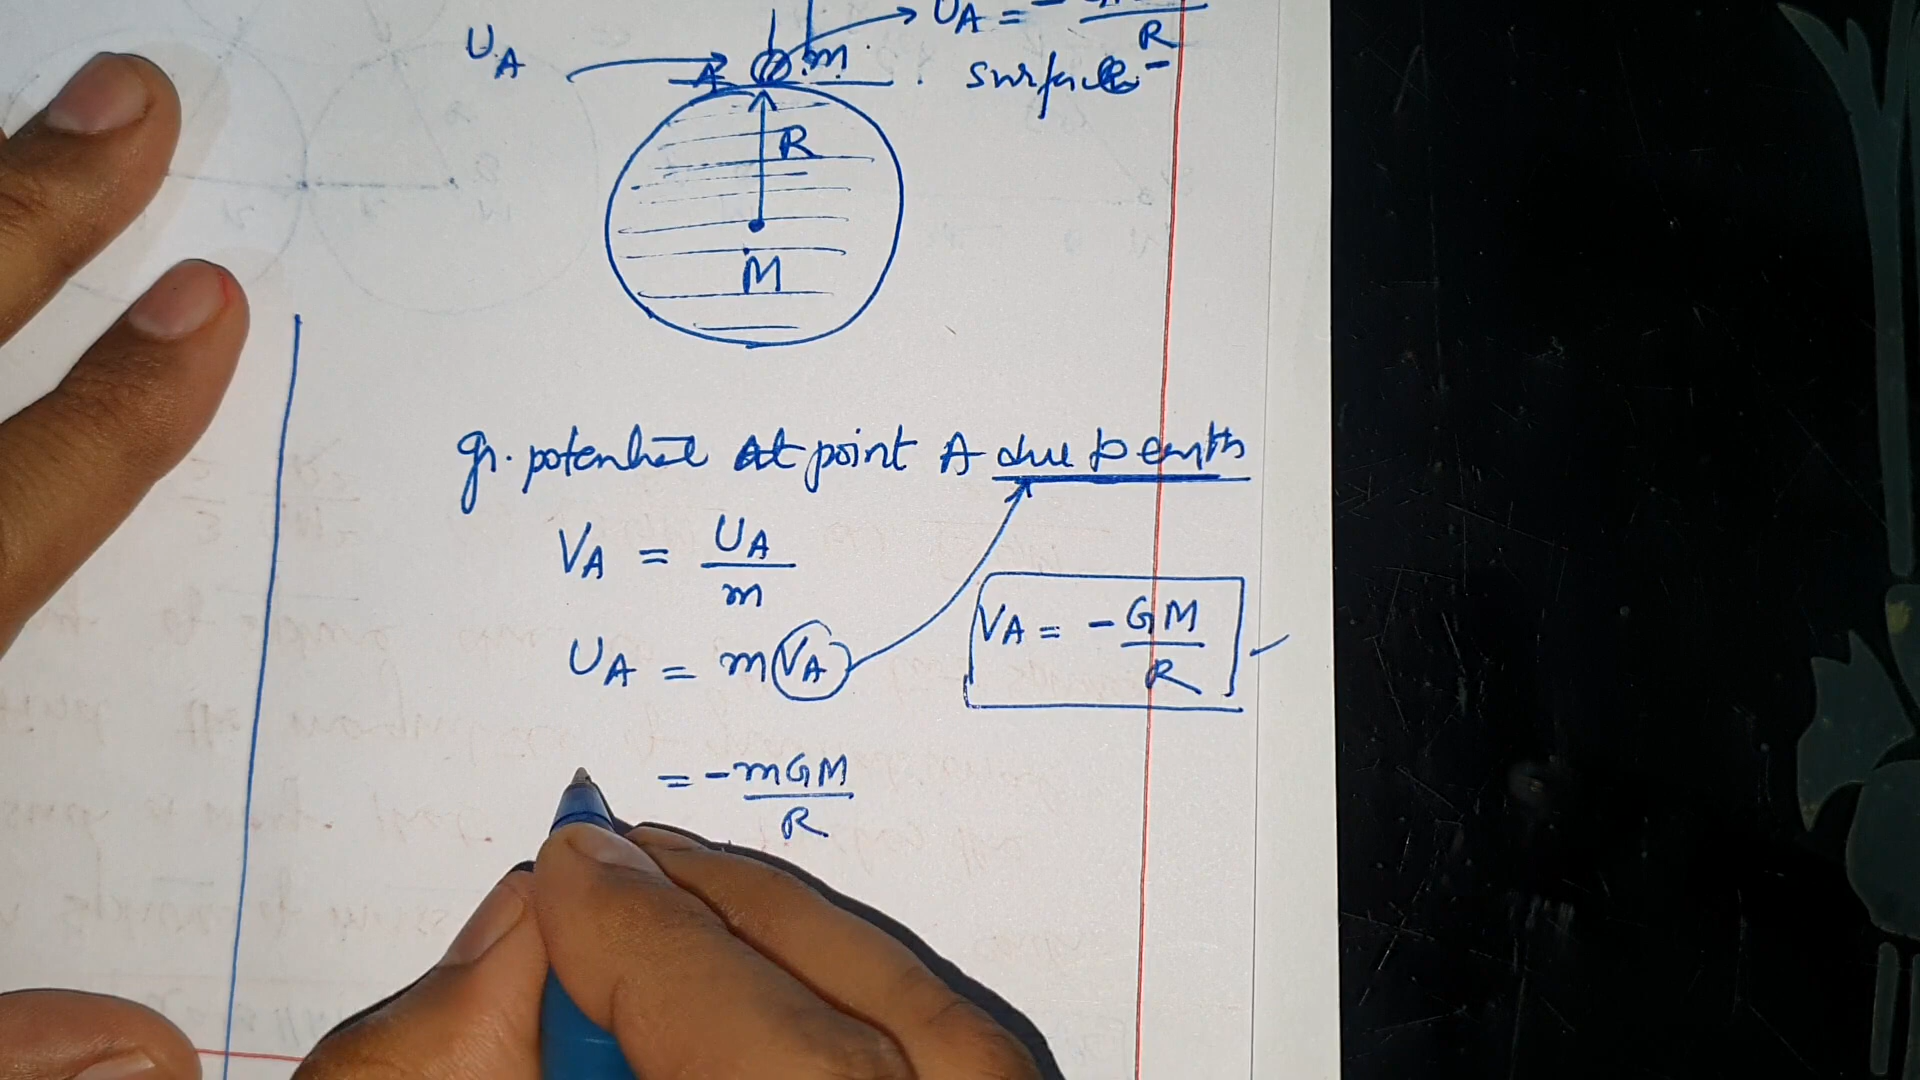 U_A = -
R
U_A
A
m
surface
R
M
gr. potential at point A due to earth
V_A = U_A / m
U_A = m V_A
V_A = - GM / R
= - mGM / R